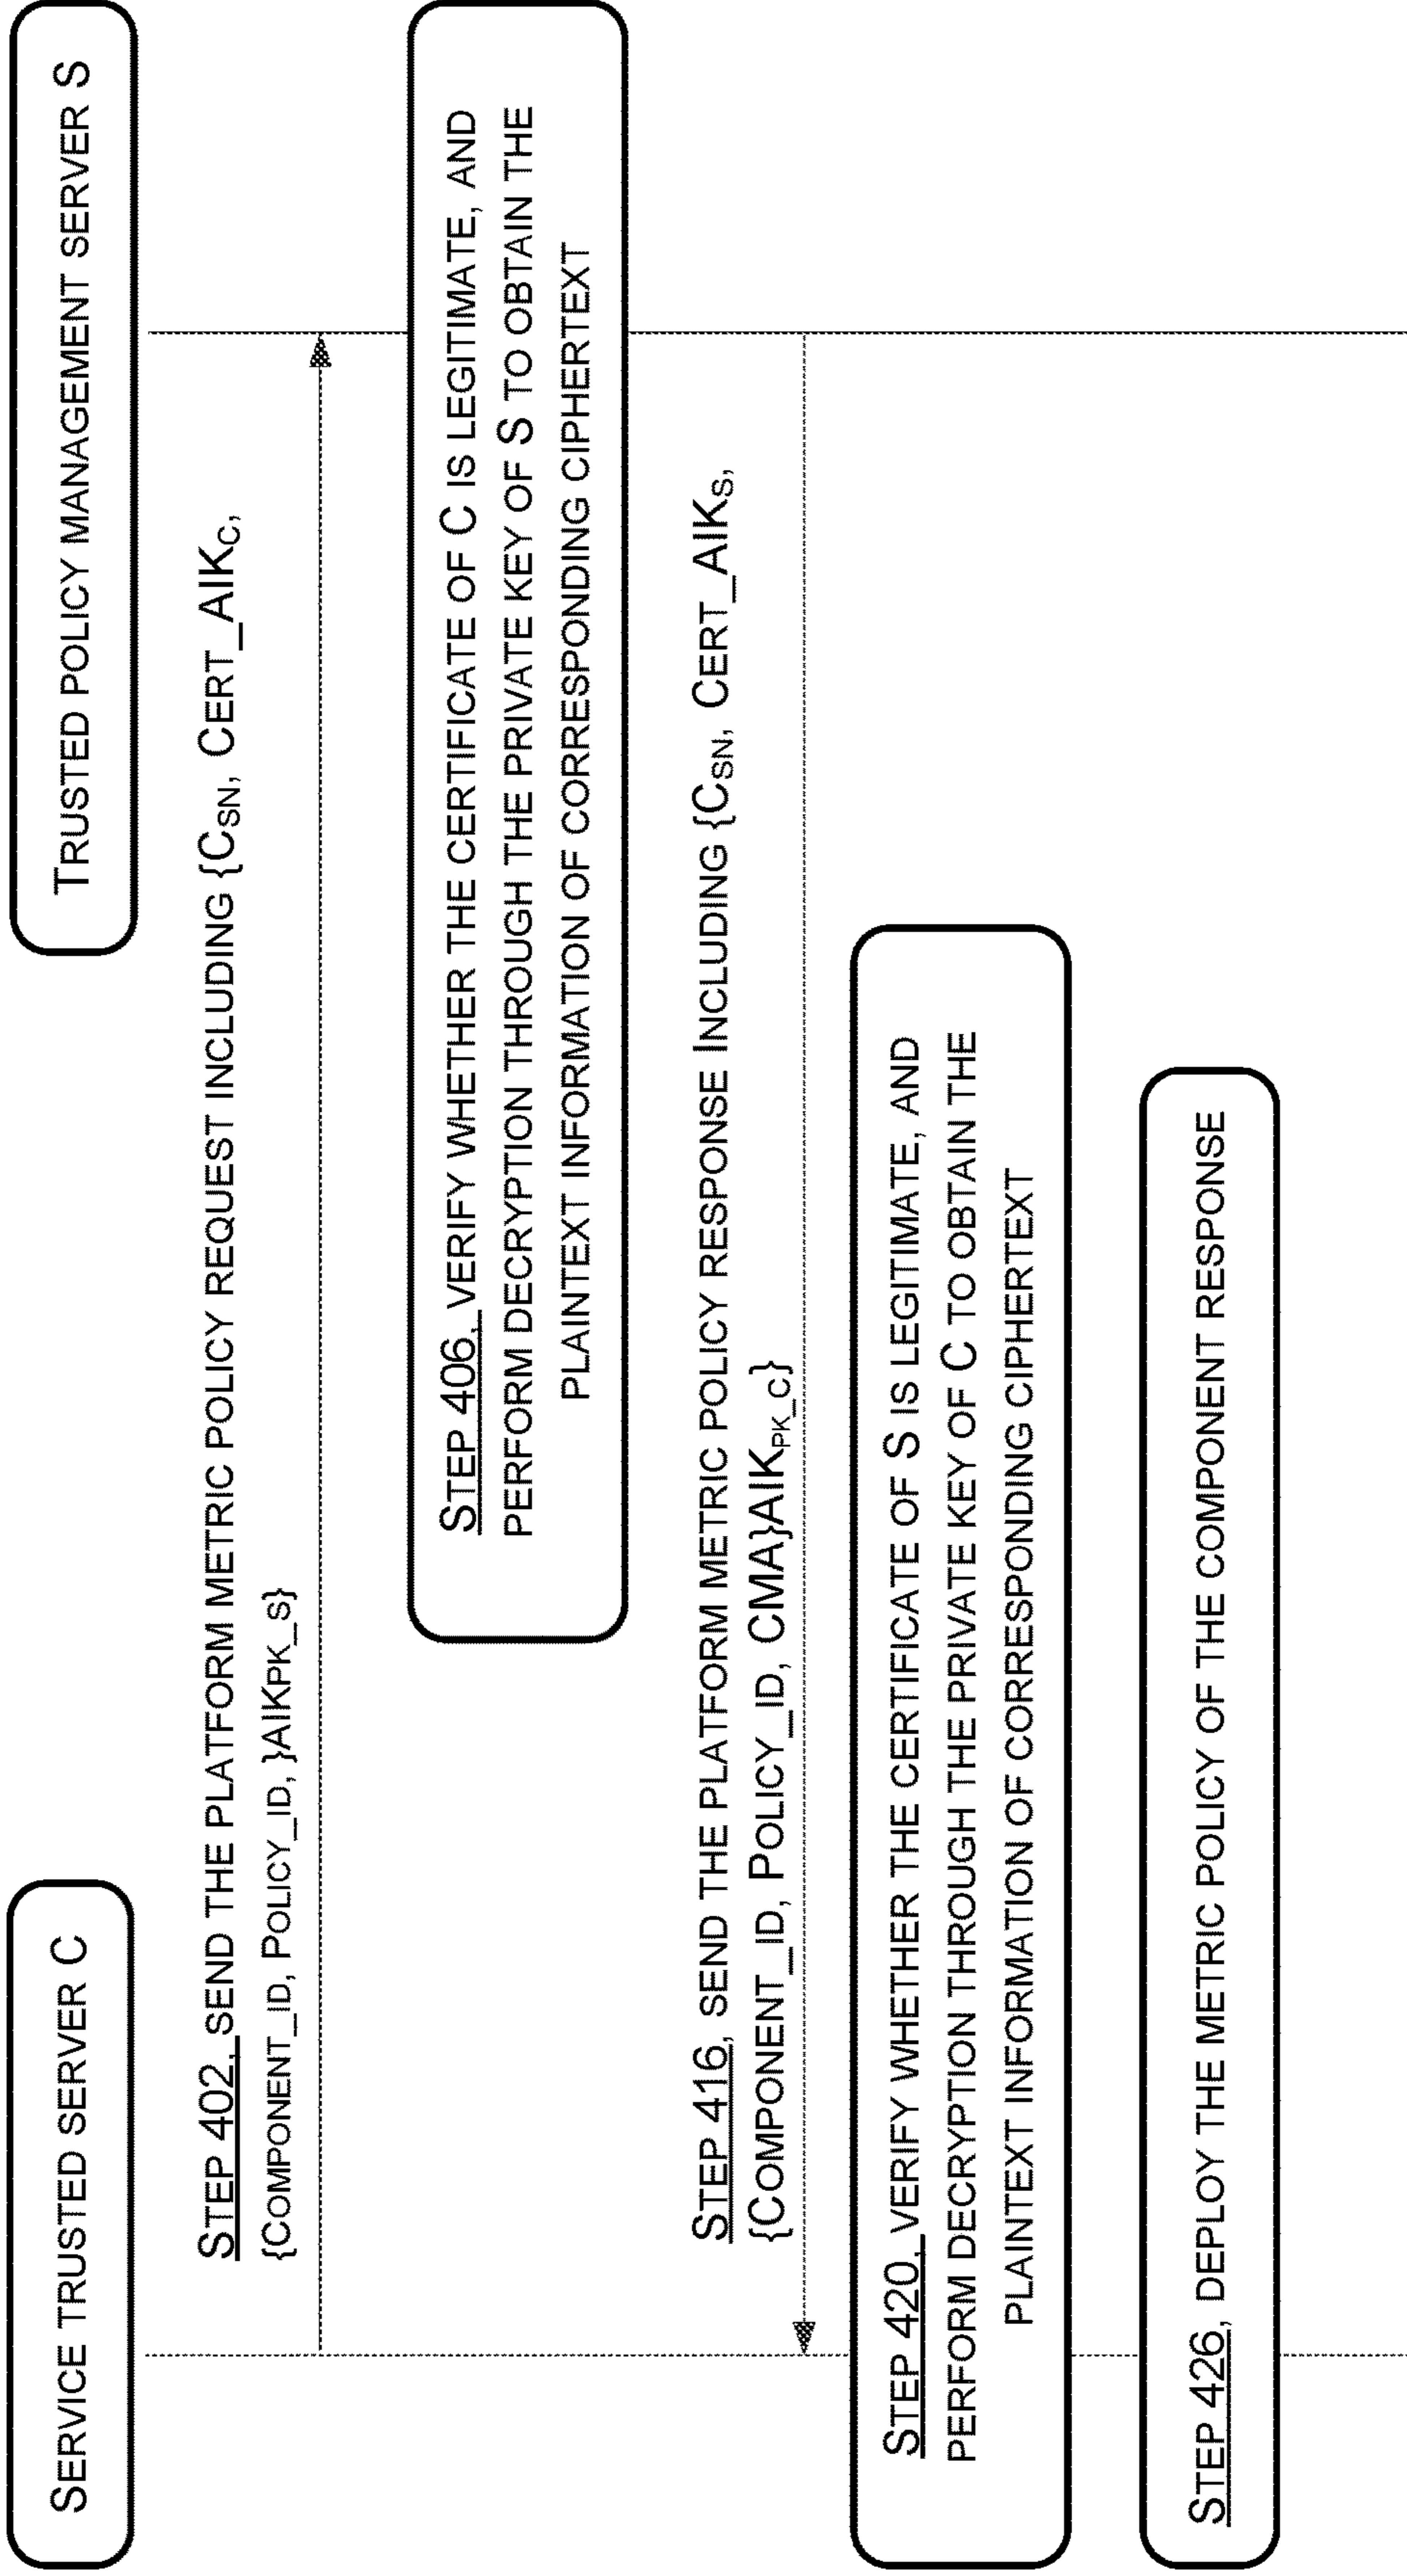 SERVICE TRUSTED SERVER C
TRUSTED POLICY MANAGEMENT SERVER S
STEP 402, SEND THE PLATFORM METRIC POLICY REQUEST INCLUDING {CSN, CERT_AIKC,
{COMPONENT_ID, POLICY_ID, }AIKPK_S}
STEP 406, VERIFY WHETHER THE CERTIFICATE OF C IS LEGITIMATE, AND
PERFORM DECRYPTION THROUGH THE PRIVATE KEY OF S TO OBTAIN THE
PLAINTEXT INFORMATION OF CORRESPONDING CIPHERTEXT
STEP 416, SEND THE PLATFORM METRIC POLICY RESPONSE INCLUDING {CSN, CERT_AIKS,
{COMPONENT_ID, POLICY_ID, CMA}AIKPK_C}
STEP 420, VERIFY WHETHER THE CERTIFICATE OF S IS LEGITIMATE, AND
PERFORM DECRYPTION THROUGH THE PRIVATE KEY OF C TO OBTAIN THE
PLAINTEXT INFORMATION OF CORRESPONDING CIPHERTEXT
STEP 426, DEPLOY THE METRIC POLICY OF THE COMPONENT RESPONSE